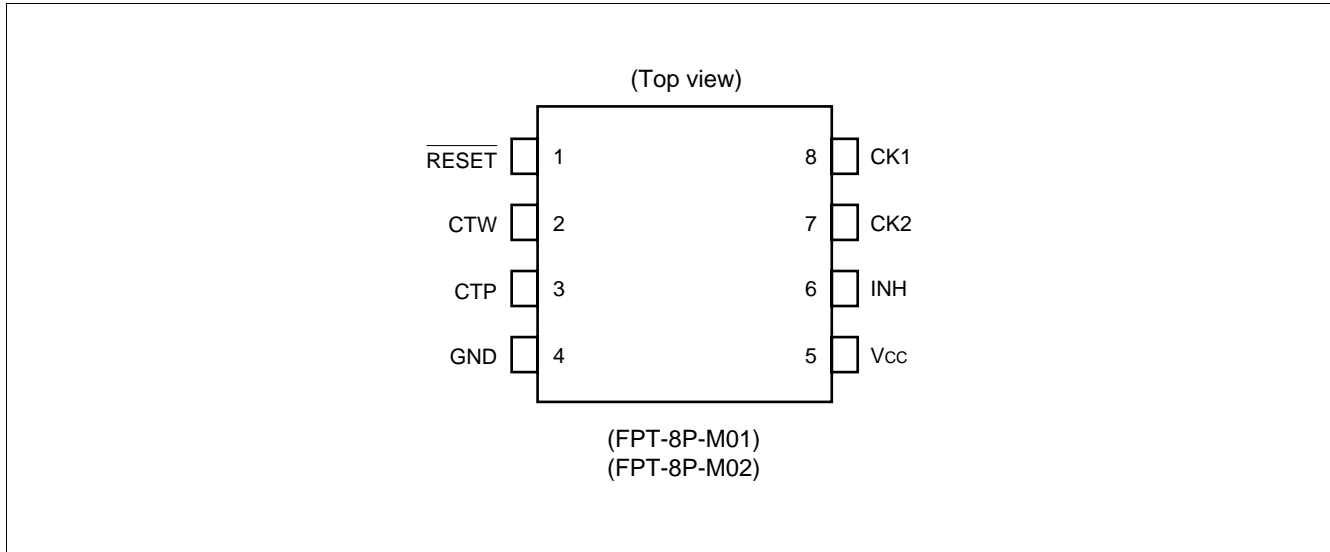 (Top view)
RESET 1 8 CK1
CTW 2 7 CK2
CTP 3 6 INH
GND 4 5 Vcc
(FPT-8P-M01)
(FPT-8P-M02)